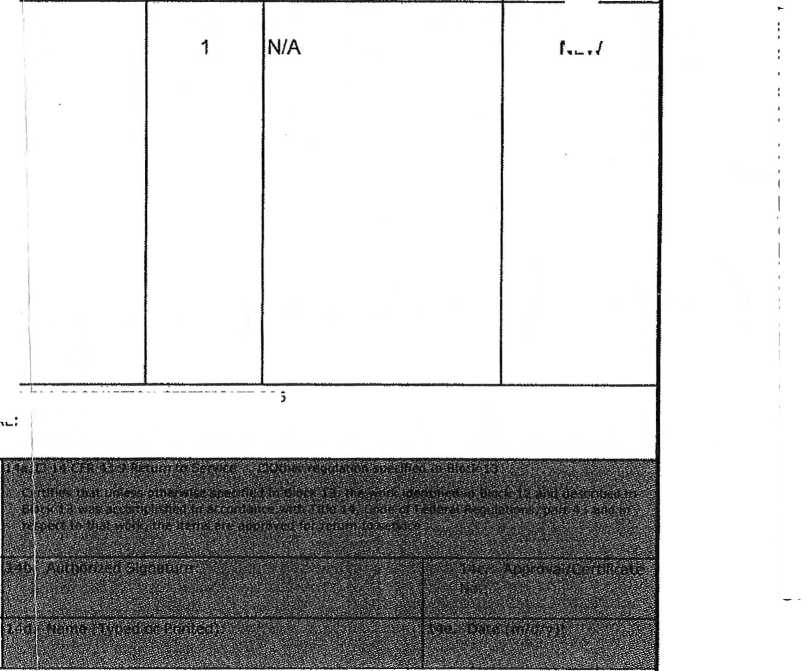 1 N/A NEW
14a. 14 CFR 43.9 Return to Service Other regulation specified in Block 13
Certifies that unless otherwise specified in Block 13, the work identified in Block 12 and described in
Block 13 was accomplished in accordance with Title 14, Code of Federal Regulations, part 43 and in
respect to that work, the items are approved for return to service.
14b. Authorized Signature: 14c. Approval/Certificate
No.:
14d. Name (Typed or Printed): 14e. Date (m/d/y):